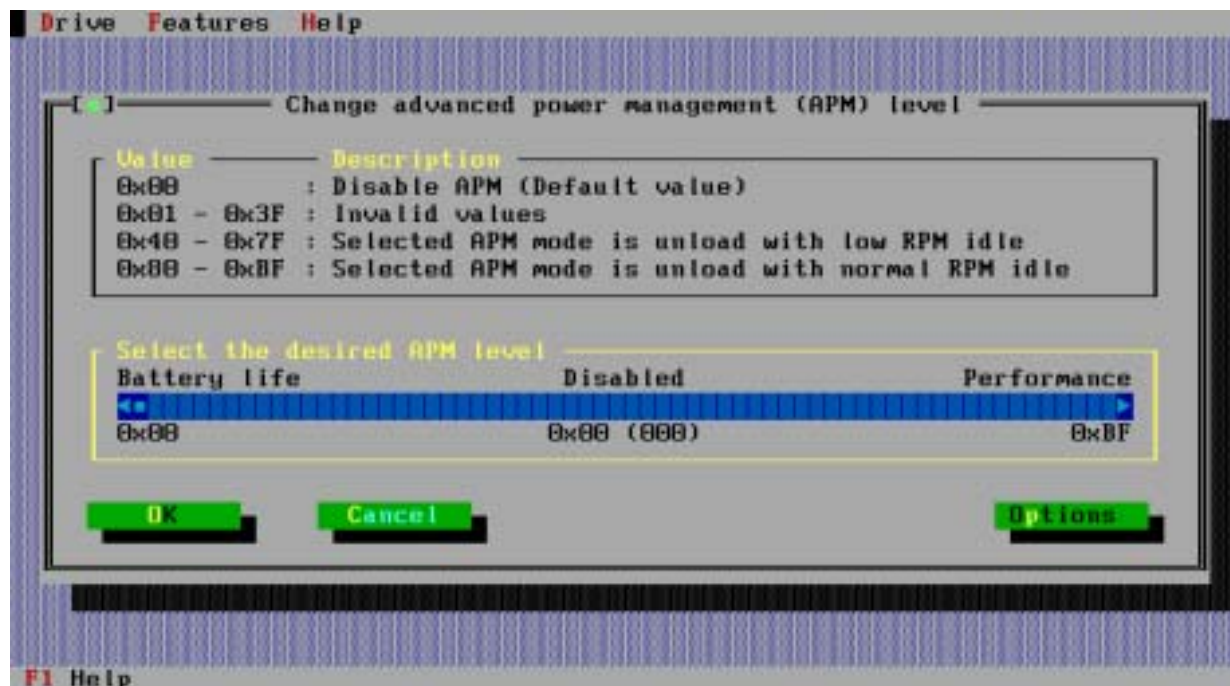 Drive Features Help
[■] Change advanced power management (APM) level
Value Description
0x00 : Disable APM (Default value)
0x01 - 0x3F : Invalid values
0x40 - 0x7F : Selected APM mode is unload with low RPM idle
0x80 - 0xBF : Selected APM mode is unload with normal RPM idle
Select the desired APM level
Battery life Disabled Performance
0x00 0x00 (000) 0xBF
OK Cancel Options
F1 Help